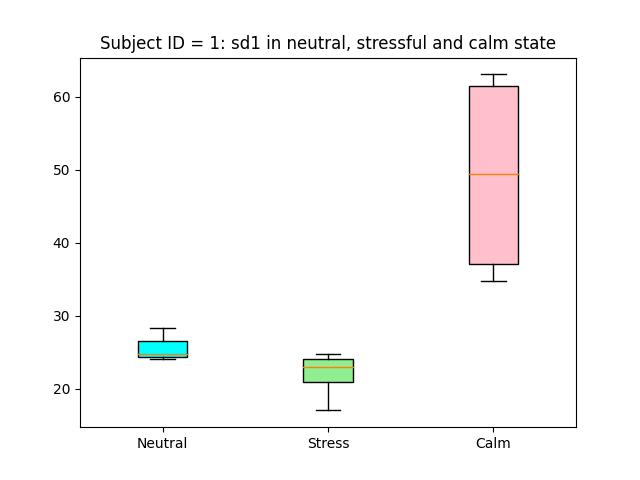 Subject ID = 1: sd1 in neutral, stressful and calm state
60
50
40
30
20
Neutral Stress Calm